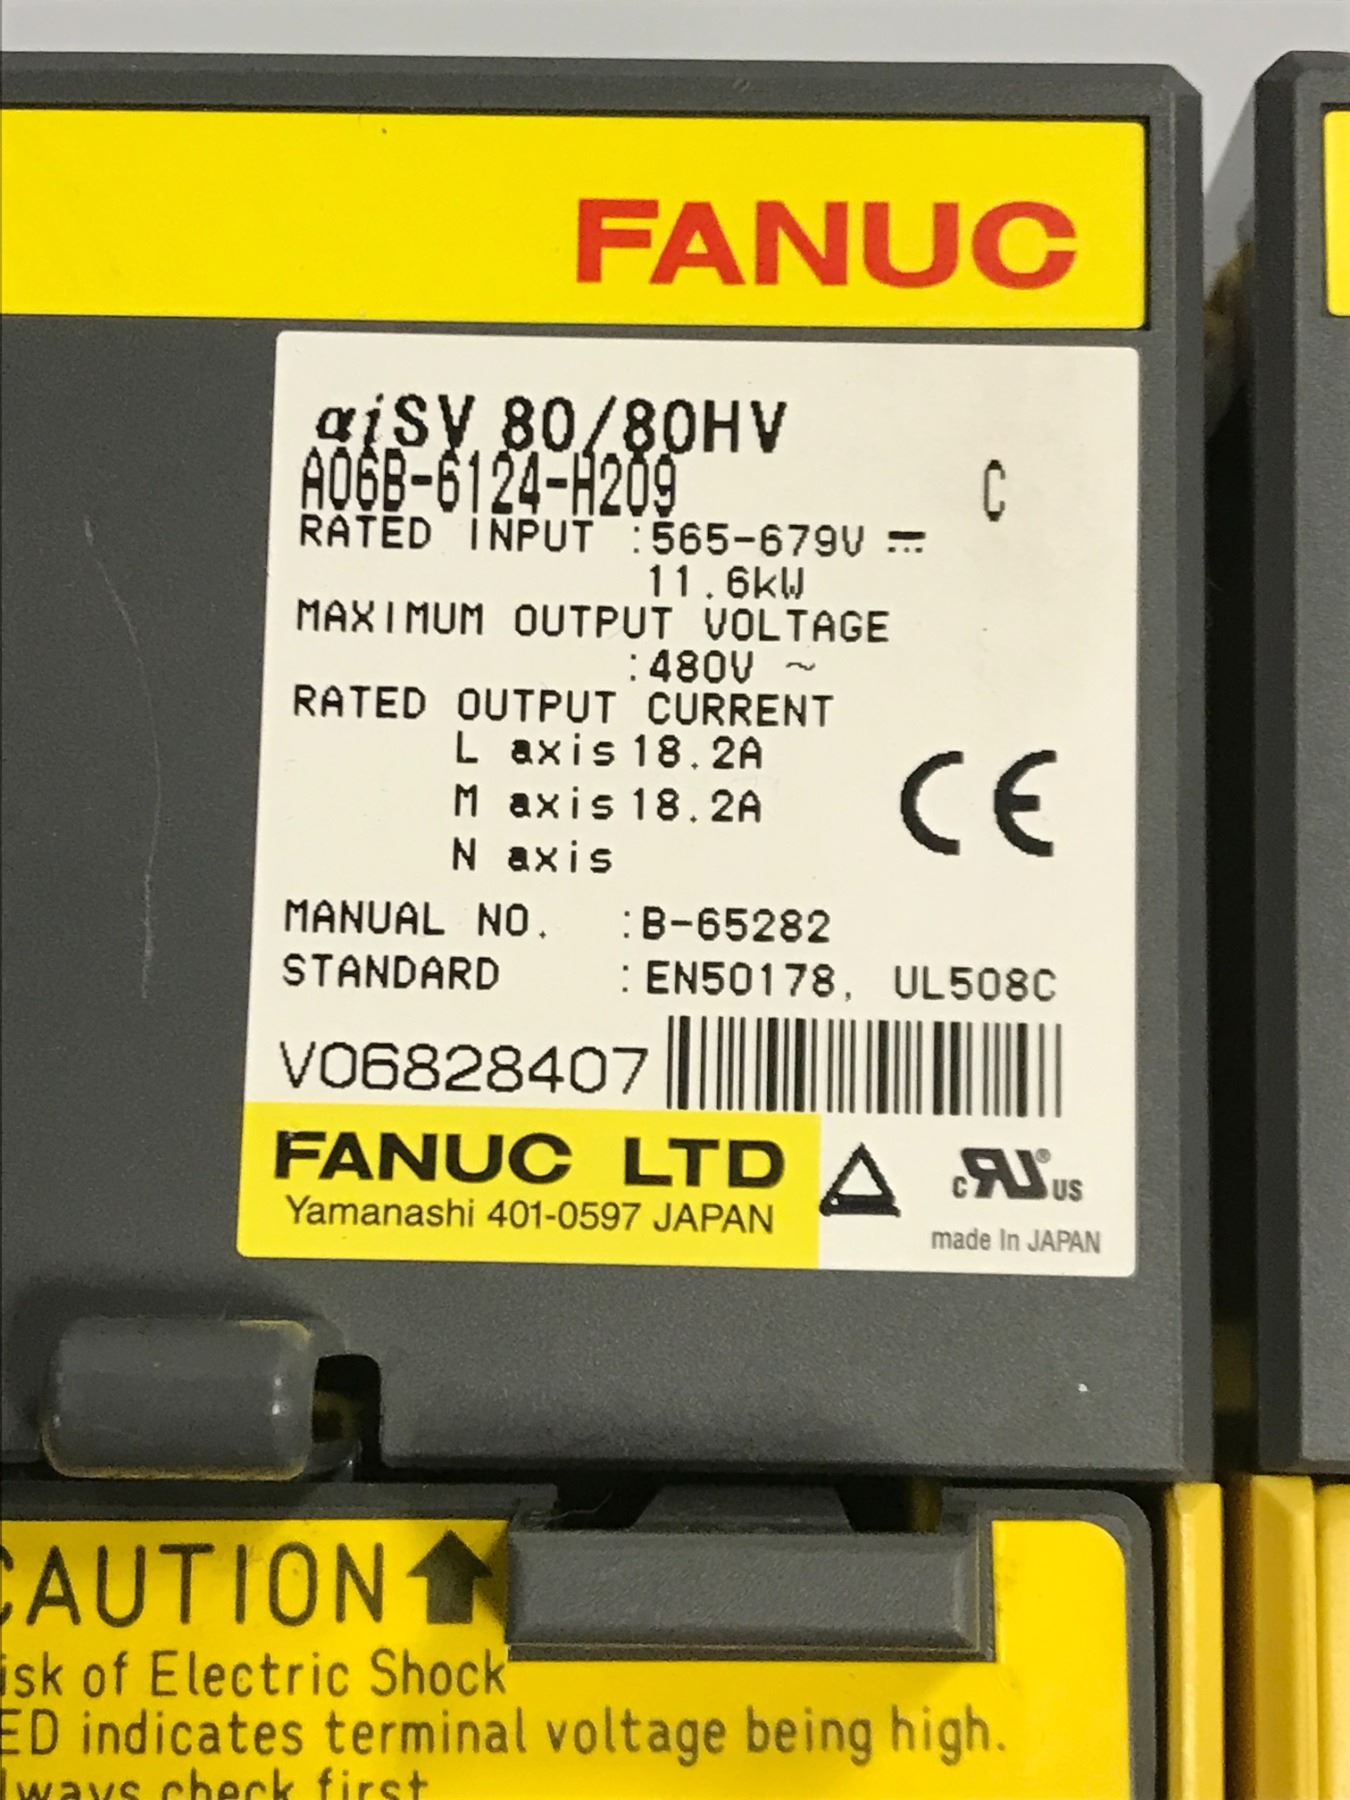 FANUC
αiSV 80/80HV
A06B-6124-H209 C
RATED INPUT :565-679V ⎓
11.6kW
MAXIMUM OUTPUT VOLTAGE
:480V ~
RATED OUTPUT CURRENT
L axis 18.2A
M axis 18.2A
N axis
CE
MANUAL NO. :B-65282
STANDARD :EN50178, UL508C
V06828407
FANUC LTD
Yamanashi 401-0597 JAPAN
c RU ® US
made In JAPAN
CAUTION
isk of Electric Shock
ED indicates terminal voltage being high.
lways check first